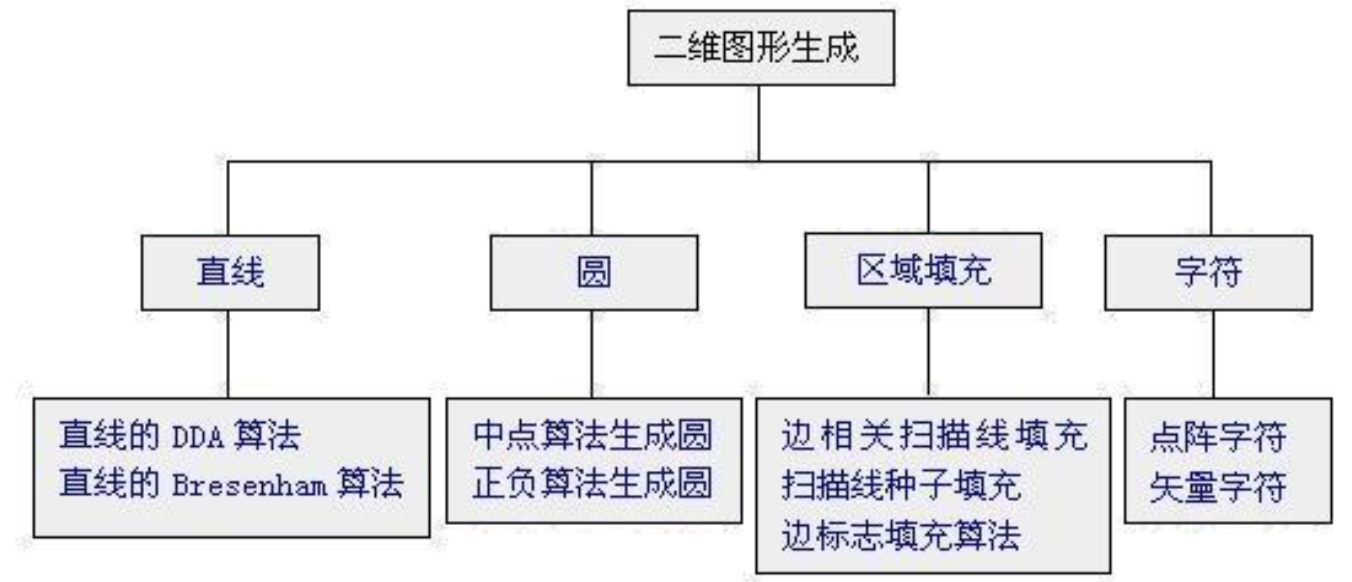 二维图形生成
直线
圆
区域填充
字符
直线的 DDA 算法
直线的 Bresenham 算法
中点算法生成圆
正负算法生成圆
边相关扫描线填充
扫描线种子填充
边标志填充算法
点阵字符
矢量字符